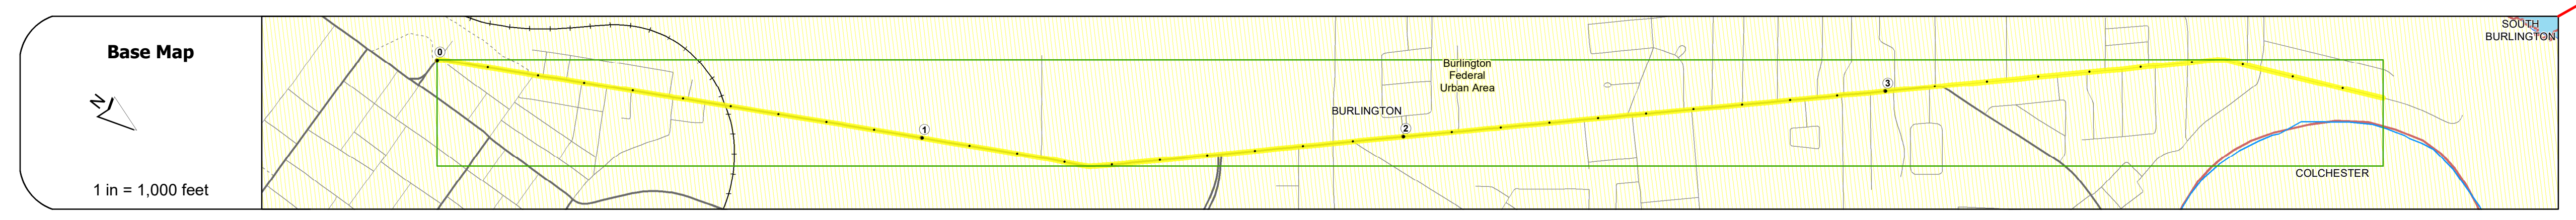 Base Map
N
1 in = 1,000 feet
0
1
BURLINGTON
Burlington
Federal
Urban Area
2
3
SOUTH
BURLINGTON
COLCHESTER